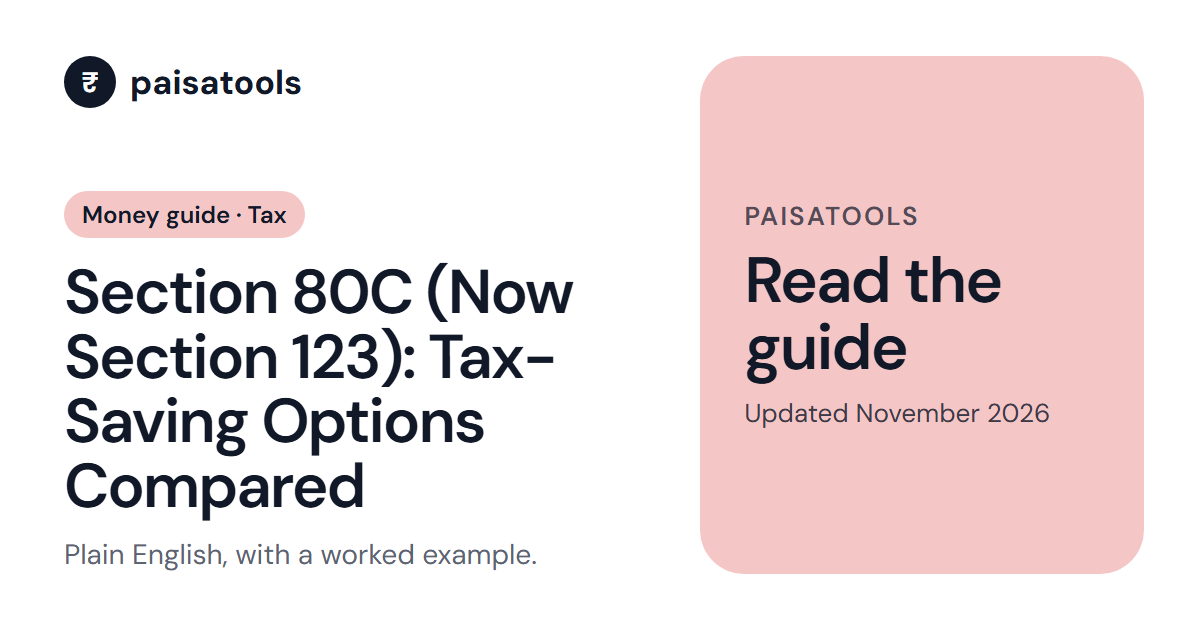 ₹ paisatools
Money guide · Tax
Section 80C (Now
Section 123): Tax-
Saving Options
Compared
Plain English, with a worked example.
PAISATOOLS
Read the
guide
Updated November 2026